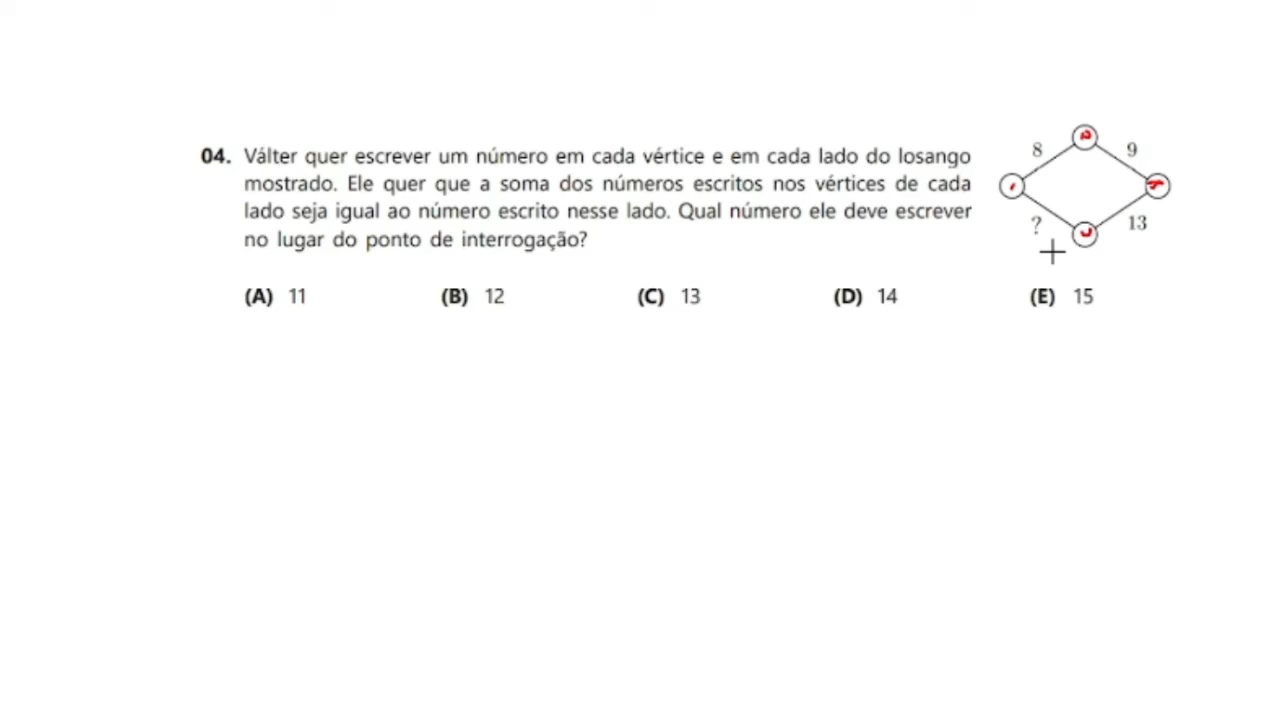 04. Válter quer escrever um número em cada vértice e em cada lado do losango
mostrado. Ele quer que a soma dos números escritos nos vértices de cada
lado seja igual ao número escrito nesse lado. Qual número ele deve escrever
no lugar do ponto de interrogação?
8 9
? 13
(A) 11 (B) 12 (C) 13 (D) 14 (E) 15